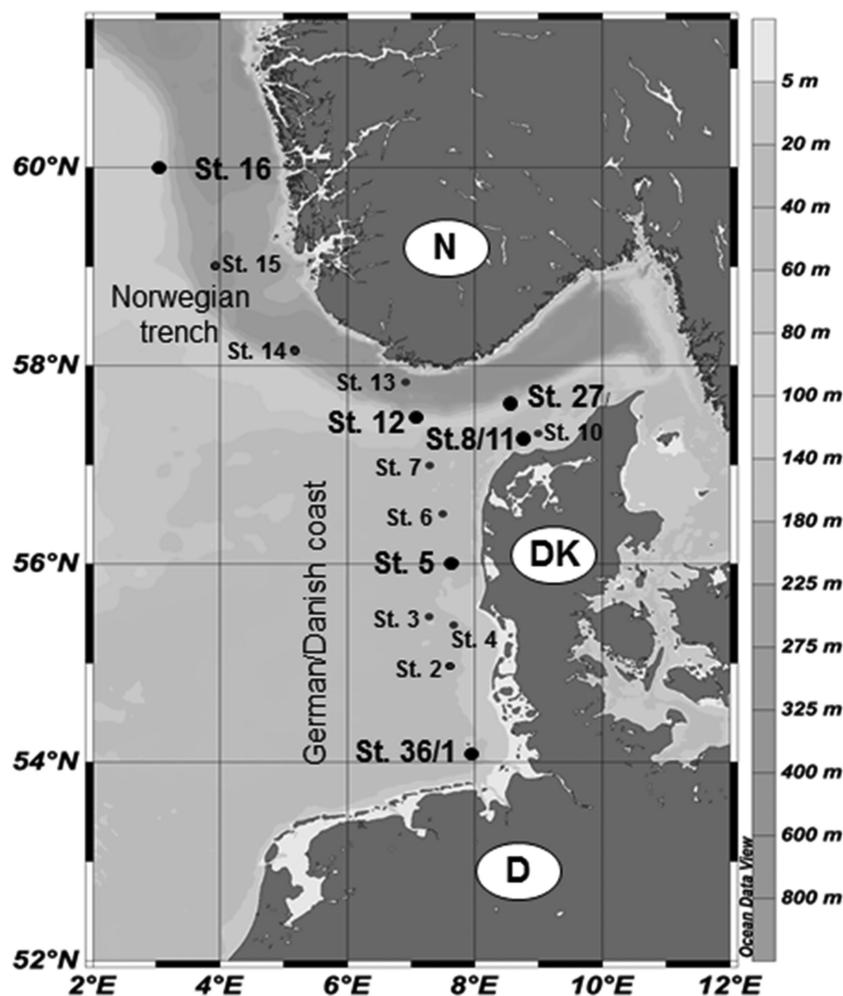 60°N
58°N
56°N
54°N
52°N
2°E
4°E
6°E
8°E
10°E
12°E
St. 16
N
St. 15
Norwegian
trench
St. 14
St. 13
St. 27
St. 12
St.8/11
St. 10
St. 7
St. 6
DK
St. 5
German/Danish coast
St. 3
St. 4
St. 2
St. 36/1
D
5 m
20 m
40 m
60 m
80 m
100 m
140 m
180 m
225 m
275 m
325 m
400 m
600 m
800 m
Ocean Data View